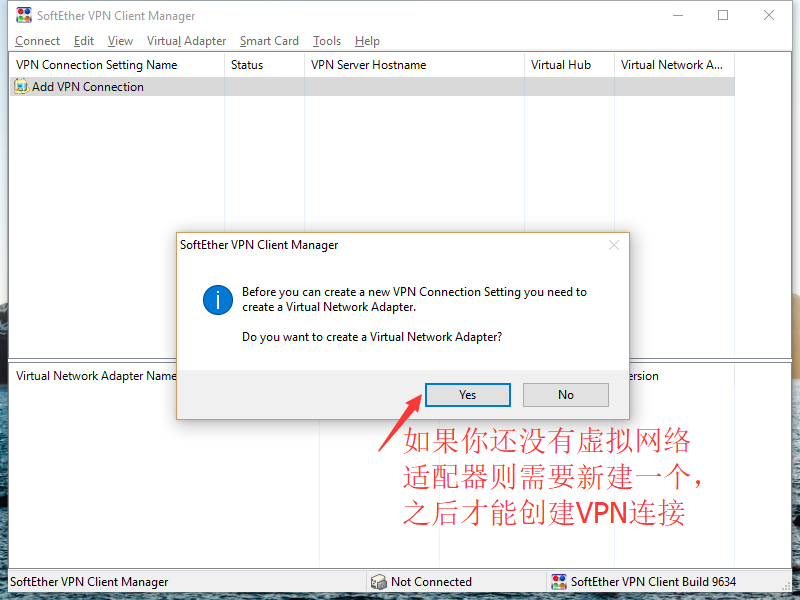 SoftEther VPN Client Manager
Connect Edit View Virtual Adapter Smart Card Tools Help
VPN Connection Setting Name Status VPN Server Hostname Virtual Hub Virtual Network A...
Add VPN Connection
SoftEther VPN Client Manager
Before you can create a new VPN Connection Setting you need to
create a Virtual Network Adapter.
Do you want to create a Virtual Network Adapter?
Virtual Network Adapter Name ersion
Yes No
如果你还没有虚拟网络
适配器则需要新建一个，
之后才能创建VPN连接
SoftEther VPN Client Manager Not Connected SoftEther VPN Client Build 9634